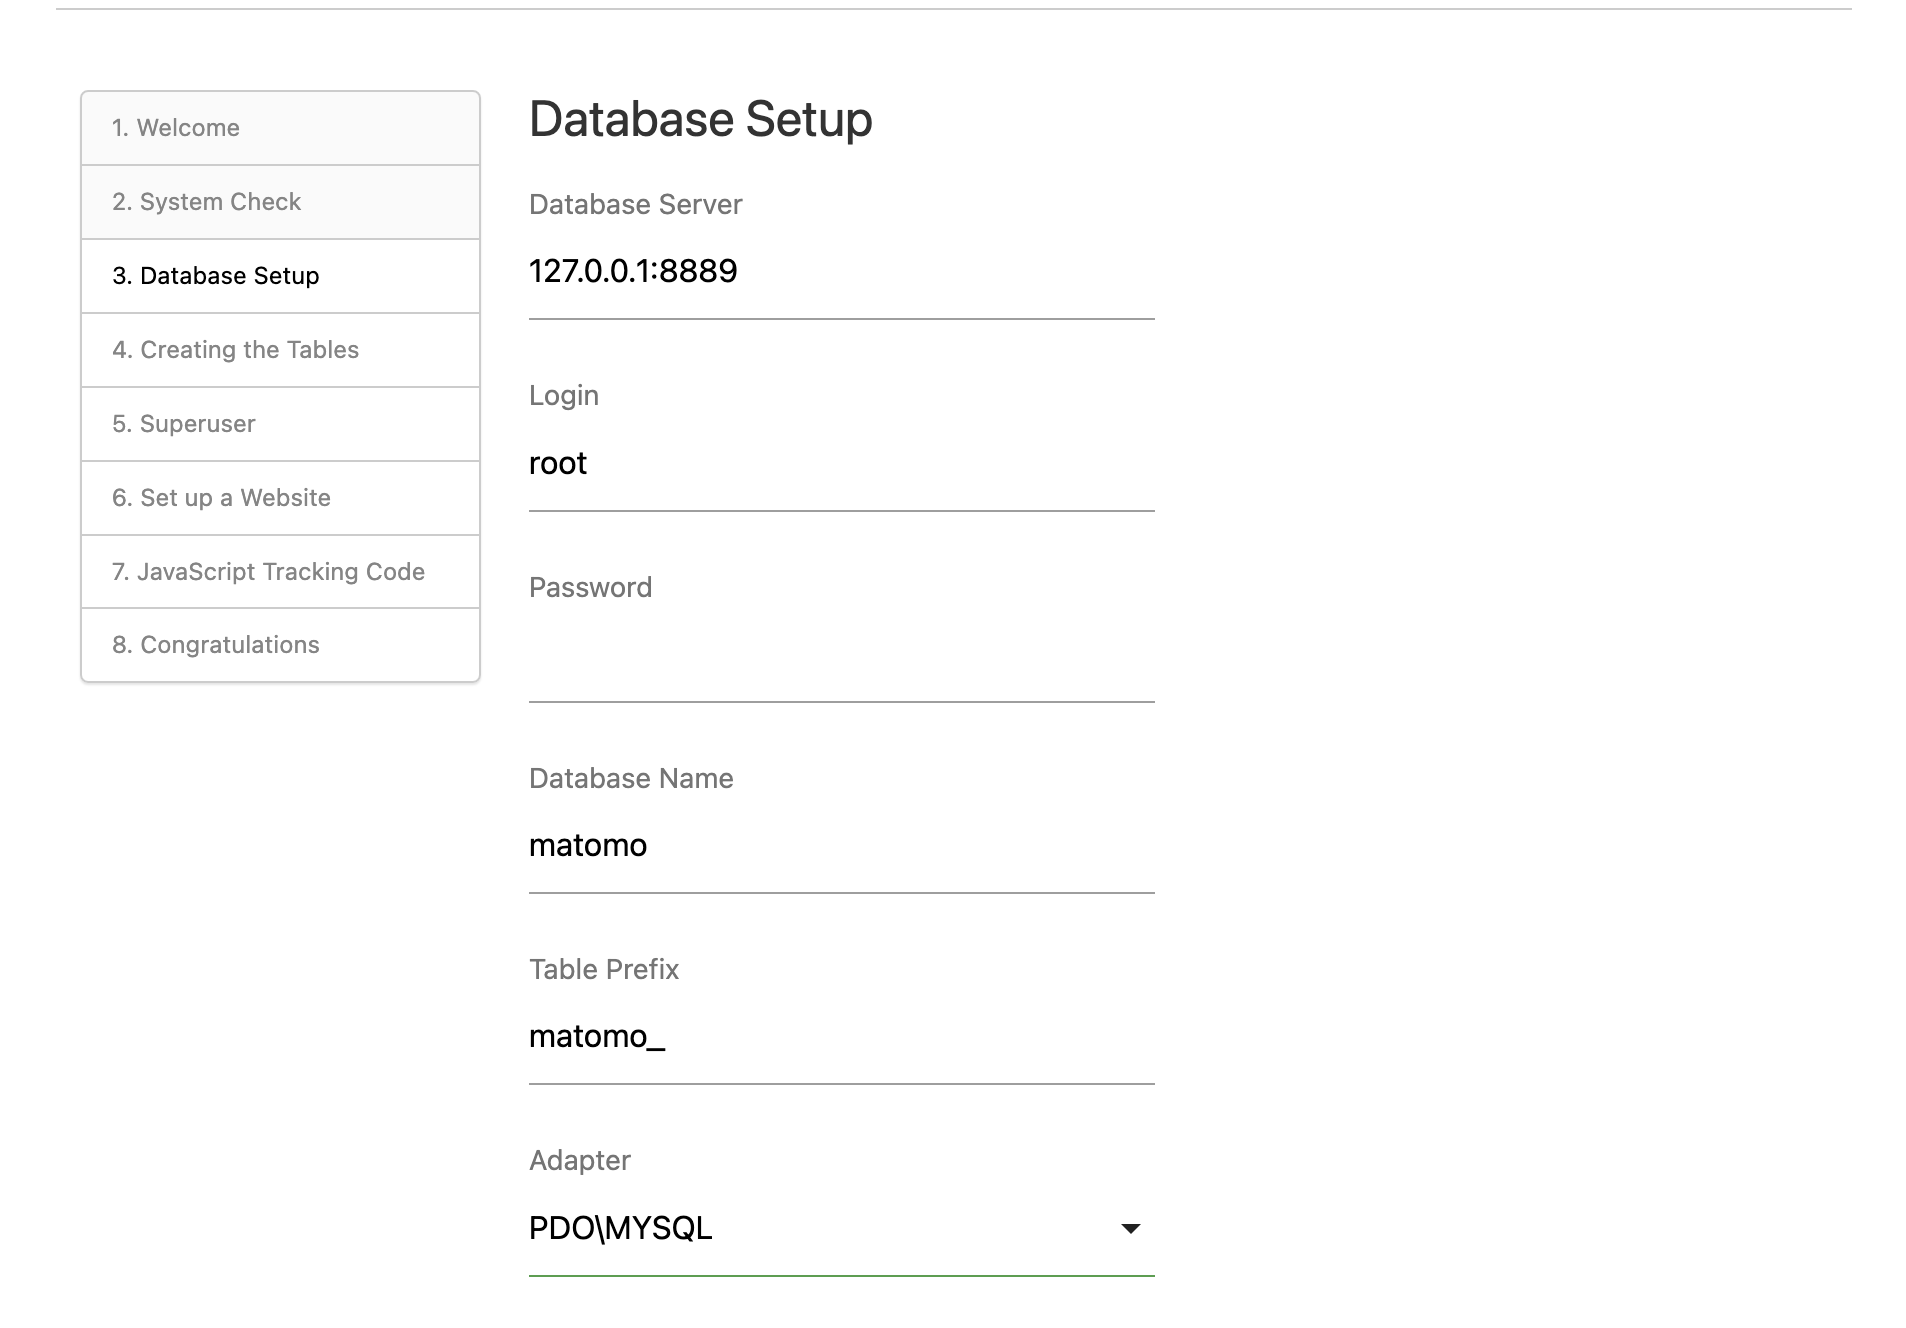 1. Welcome
2. System Check
3. Database Setup
4. Creating the Tables
5. Superuser
6. Set up a Website
7. JavaScript Tracking Code
8. Congratulations
Database Setup
Database Server
127.0.0.1:8889
Login
root
Password
Database Name
matomo
Table Prefix
matomo_
Adapter
PDO\MYSQL